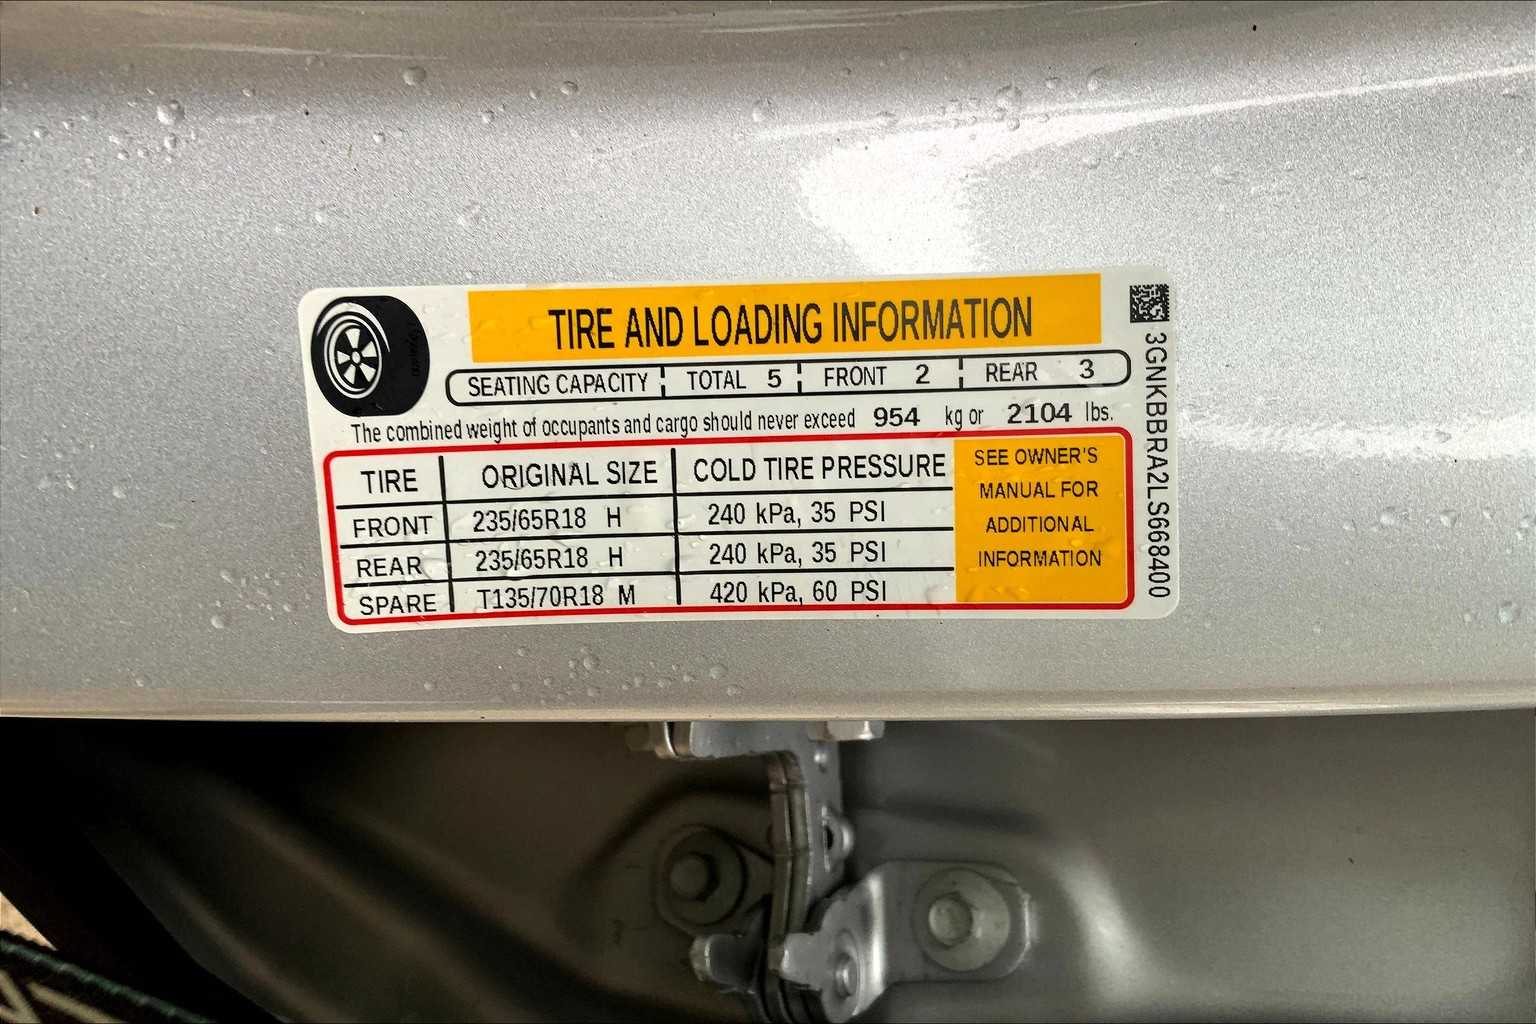 TIRE AND LOADING INFORMATION
SEATING CAPACITY TOTAL 5 FRONT 2 REAR 3
The combined weight of occupants and cargo should never exceed 954 kg or 2104 lbs.
TIRE ORIGINAL SIZE COLD TIRE PRESSURE
FRONT 235/65R18 H 240 kPa, 35 PSI
REAR 235/65R18 H 240 kPa, 35 PSI
SPARE T135/70R18 M 420 kPa, 60 PSI
SEE OWNER'S
MANUAL FOR
ADDITIONAL
INFORMATION
3GNKBBRA2LS668400